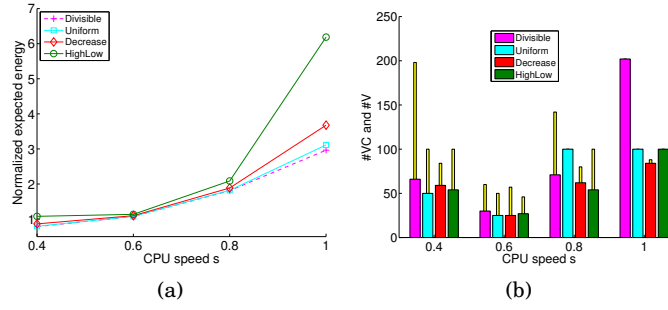 7
6
5
4
3
2
1
0.4
0.6
0.8
1
Normalized expected energy
CPU speed s
Divisible
Uniform
Decrease
HighLow
(a)
250
200
150
100
50
0
0.4
0.6
0.8
1
#VC and #V
CPU speed s
Divisible
Uniform
Decrease
HighLow
(b)